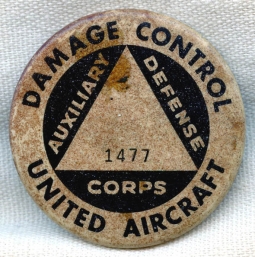 DAMAGE CONTROL
AUXILIARY
DEFENSE
1477
CORPS
UNITED AIRCRAFT